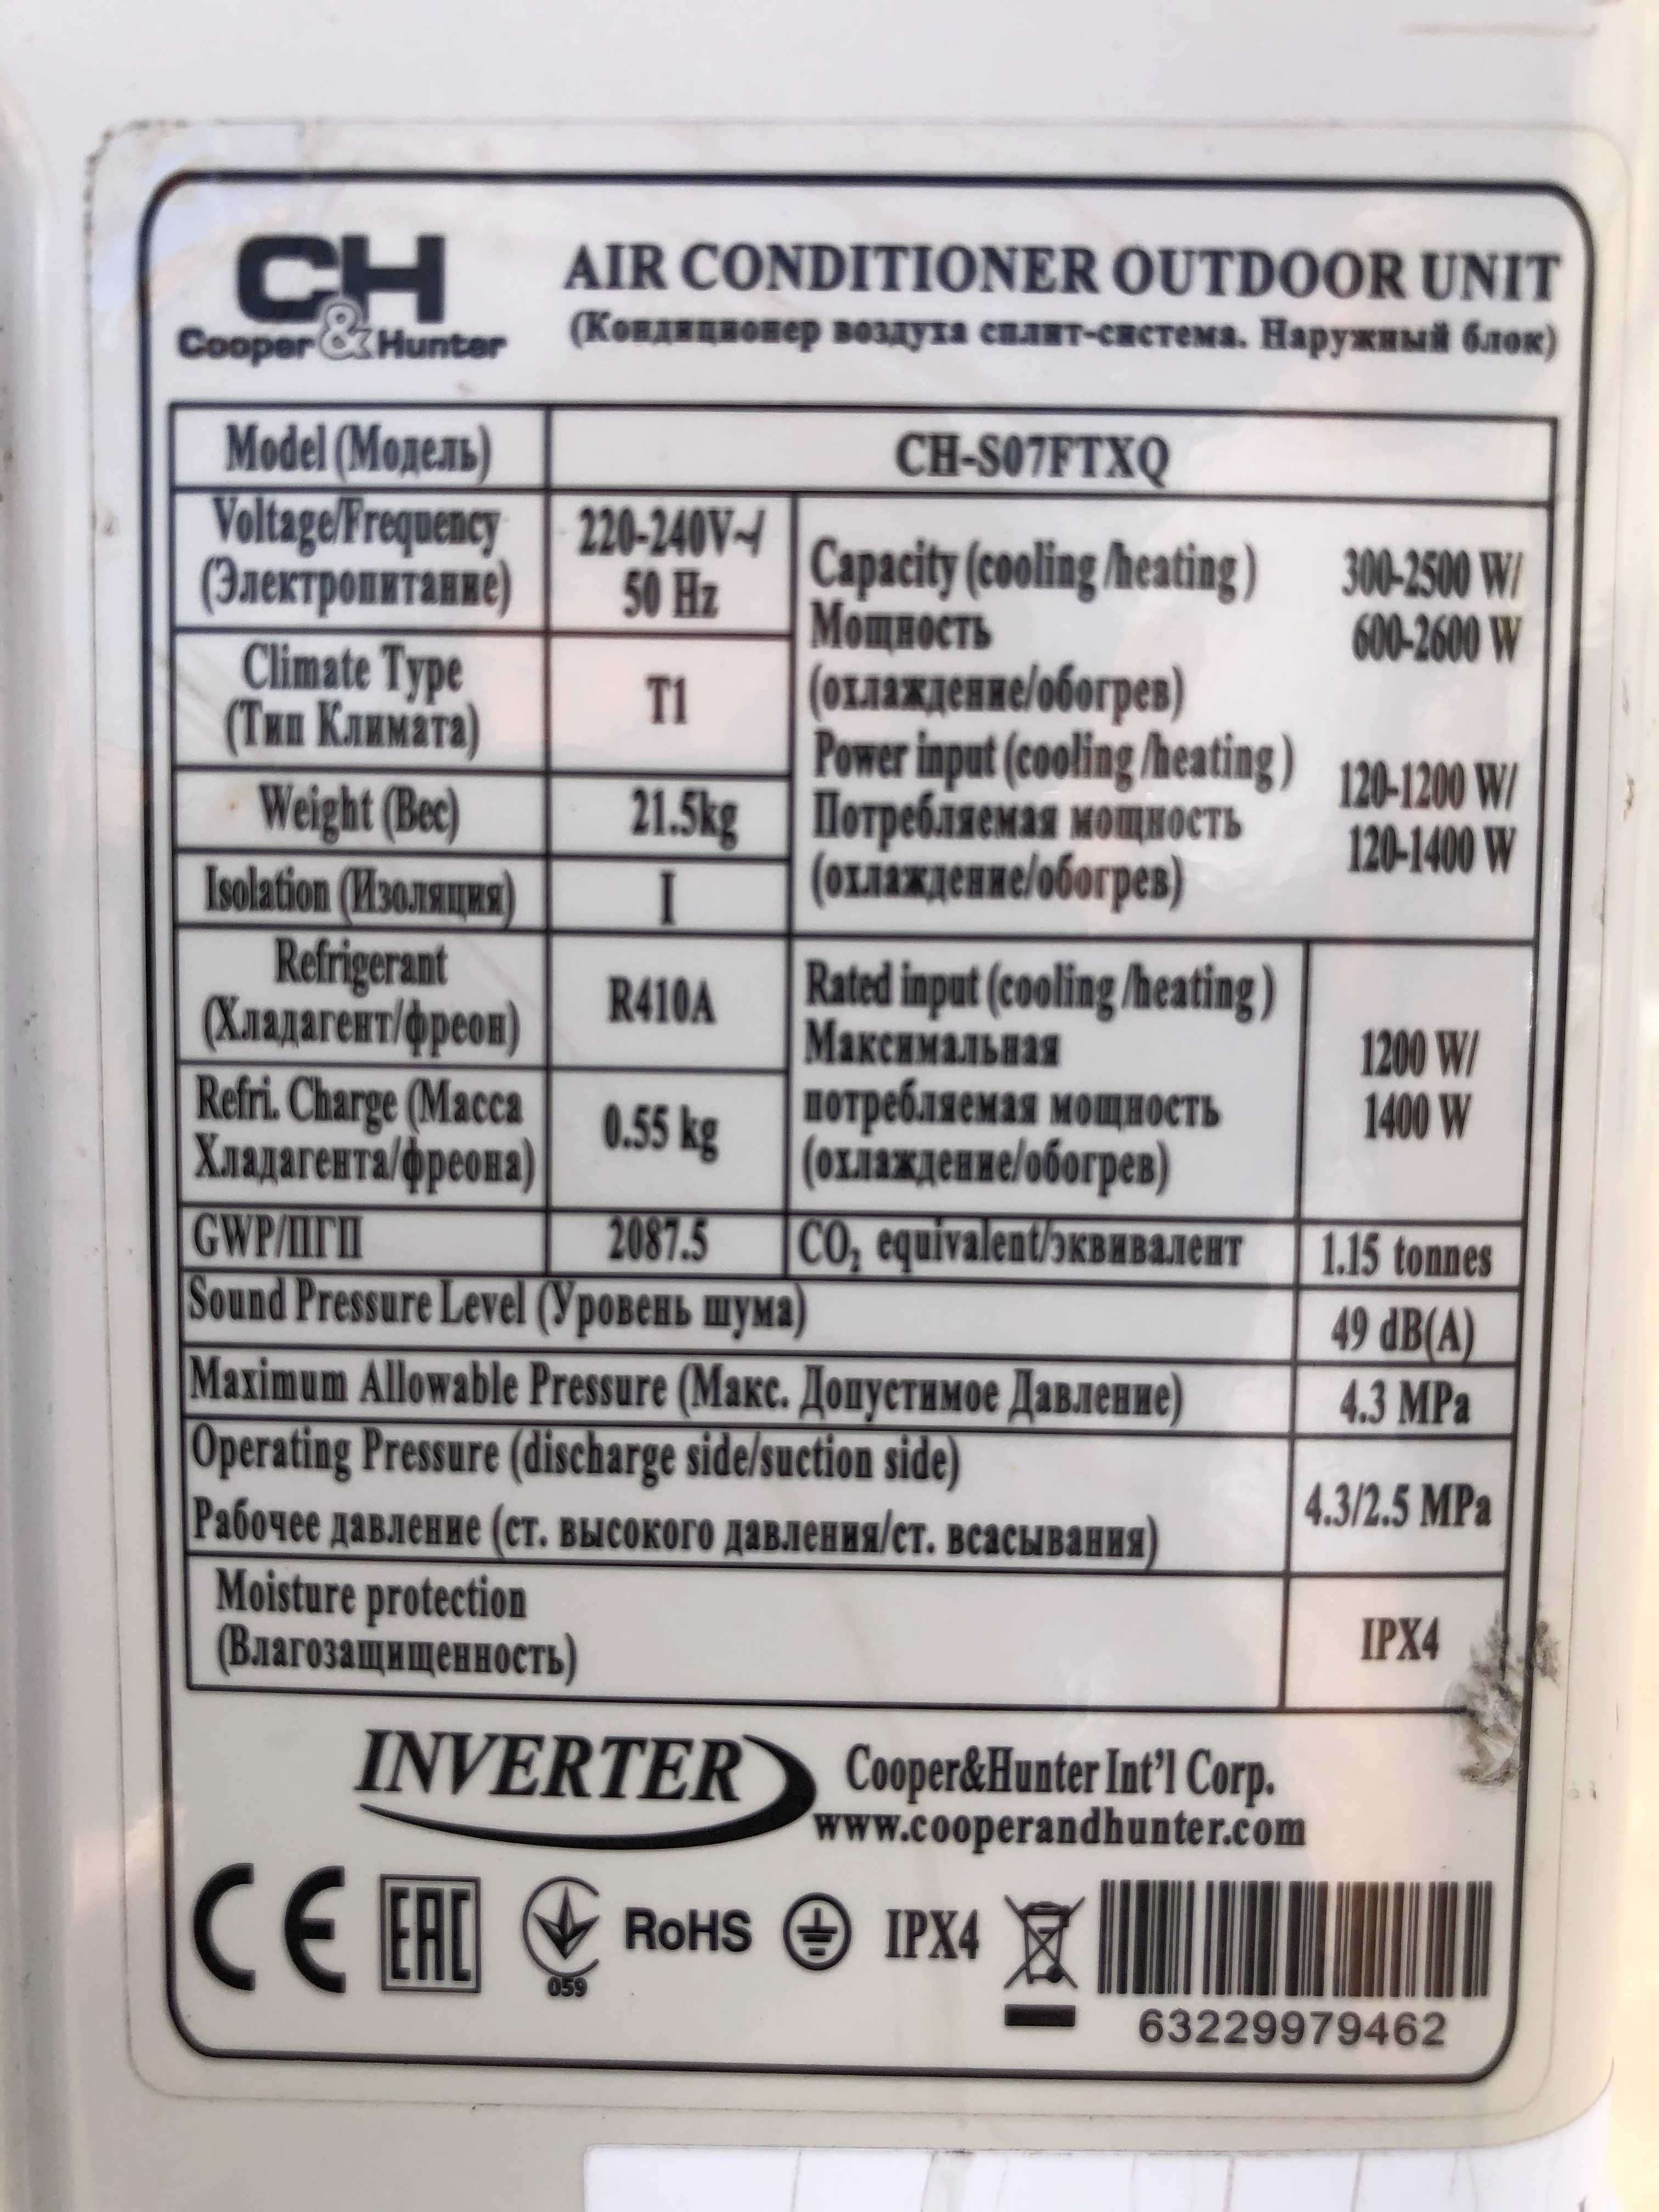 CH
Cooper & Hunter
AIR CONDITIONER OUTDOOR UNIT
(Кондиционер воздуха сплит-система. Наружный блок)
Model (Модель)
CH-S07FTXQ
Voltage/Frequency
(Электропитание)
220-240V~/
50 Hz
Capacity (cooling /heating )
Мощность
(охлаждение/обогрев)
300-2500 W/
600-2600 W
Climate Type
(Тип Климата)
T1
Power input (cooling /heating )
Потребляемая мощность
(охлаждение/обогрев)
120-1200 W/
120-1400 W
Weight (Вес)
21.5kg
Isolation (Изоляция)
I
Refrigerant
(Хладагент/фреон)
R410A
Rated input (cooling /heating )
Максимальная
потребляемая мощность
(охлаждение/обогрев)
1200 W/
1400 W
Refri. Charge (Масса
Хладагента/фреона)
0.55 kg
GWP/ПГП
2087.5
CO₂ equivalent/эквивалент
1.15 tonnes
Sound Pressure Level (Уровень шума)
49 dB(A)
Maximum Allowable Pressure (Макс. Допустимое Давление)
4.3 MPa
Operating Pressure (discharge side/suction side)
Рабочее давление (ст. высокого давления/ст. всасывания)
4.3/2.5 MPa
Moisture protection
(Влагозащищенность)
IPX4
INVERTER
Cooper&Hunter Int'l Corp.
www.cooperandhunter.com
CE EAC 059 RoHS IPX4
63229979462